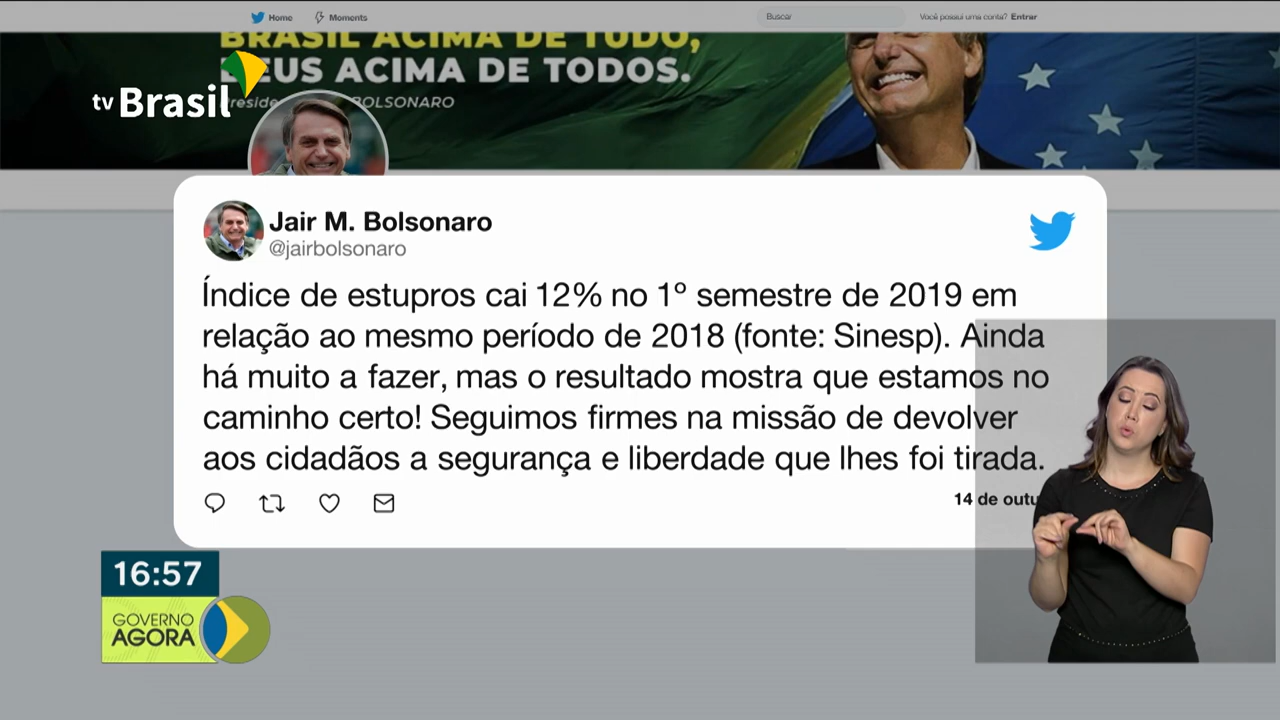 Home
Moments
Buscar
Você possui uma conta? Entrar
BRASIL ACIMA DE TUDO,
EUS ACIMA DE TODOS.
BOLSONARO
tv Brasil
Jair M. Bolsonaro
@jairbolsonaro
Índice de estupros cai 12% no 1º semestre de 2019 em
relação ao mesmo período de 2018 (fonte: Sinesp). Ainda
há muito a fazer, mas o resultado mostra que estamos no
caminho certo! Seguimos firmes na missão de devolver
aos cidadãos a segurança e liberdade que lhes foi tirada.
14 de outu
16:57
GOVERNO
AGORA